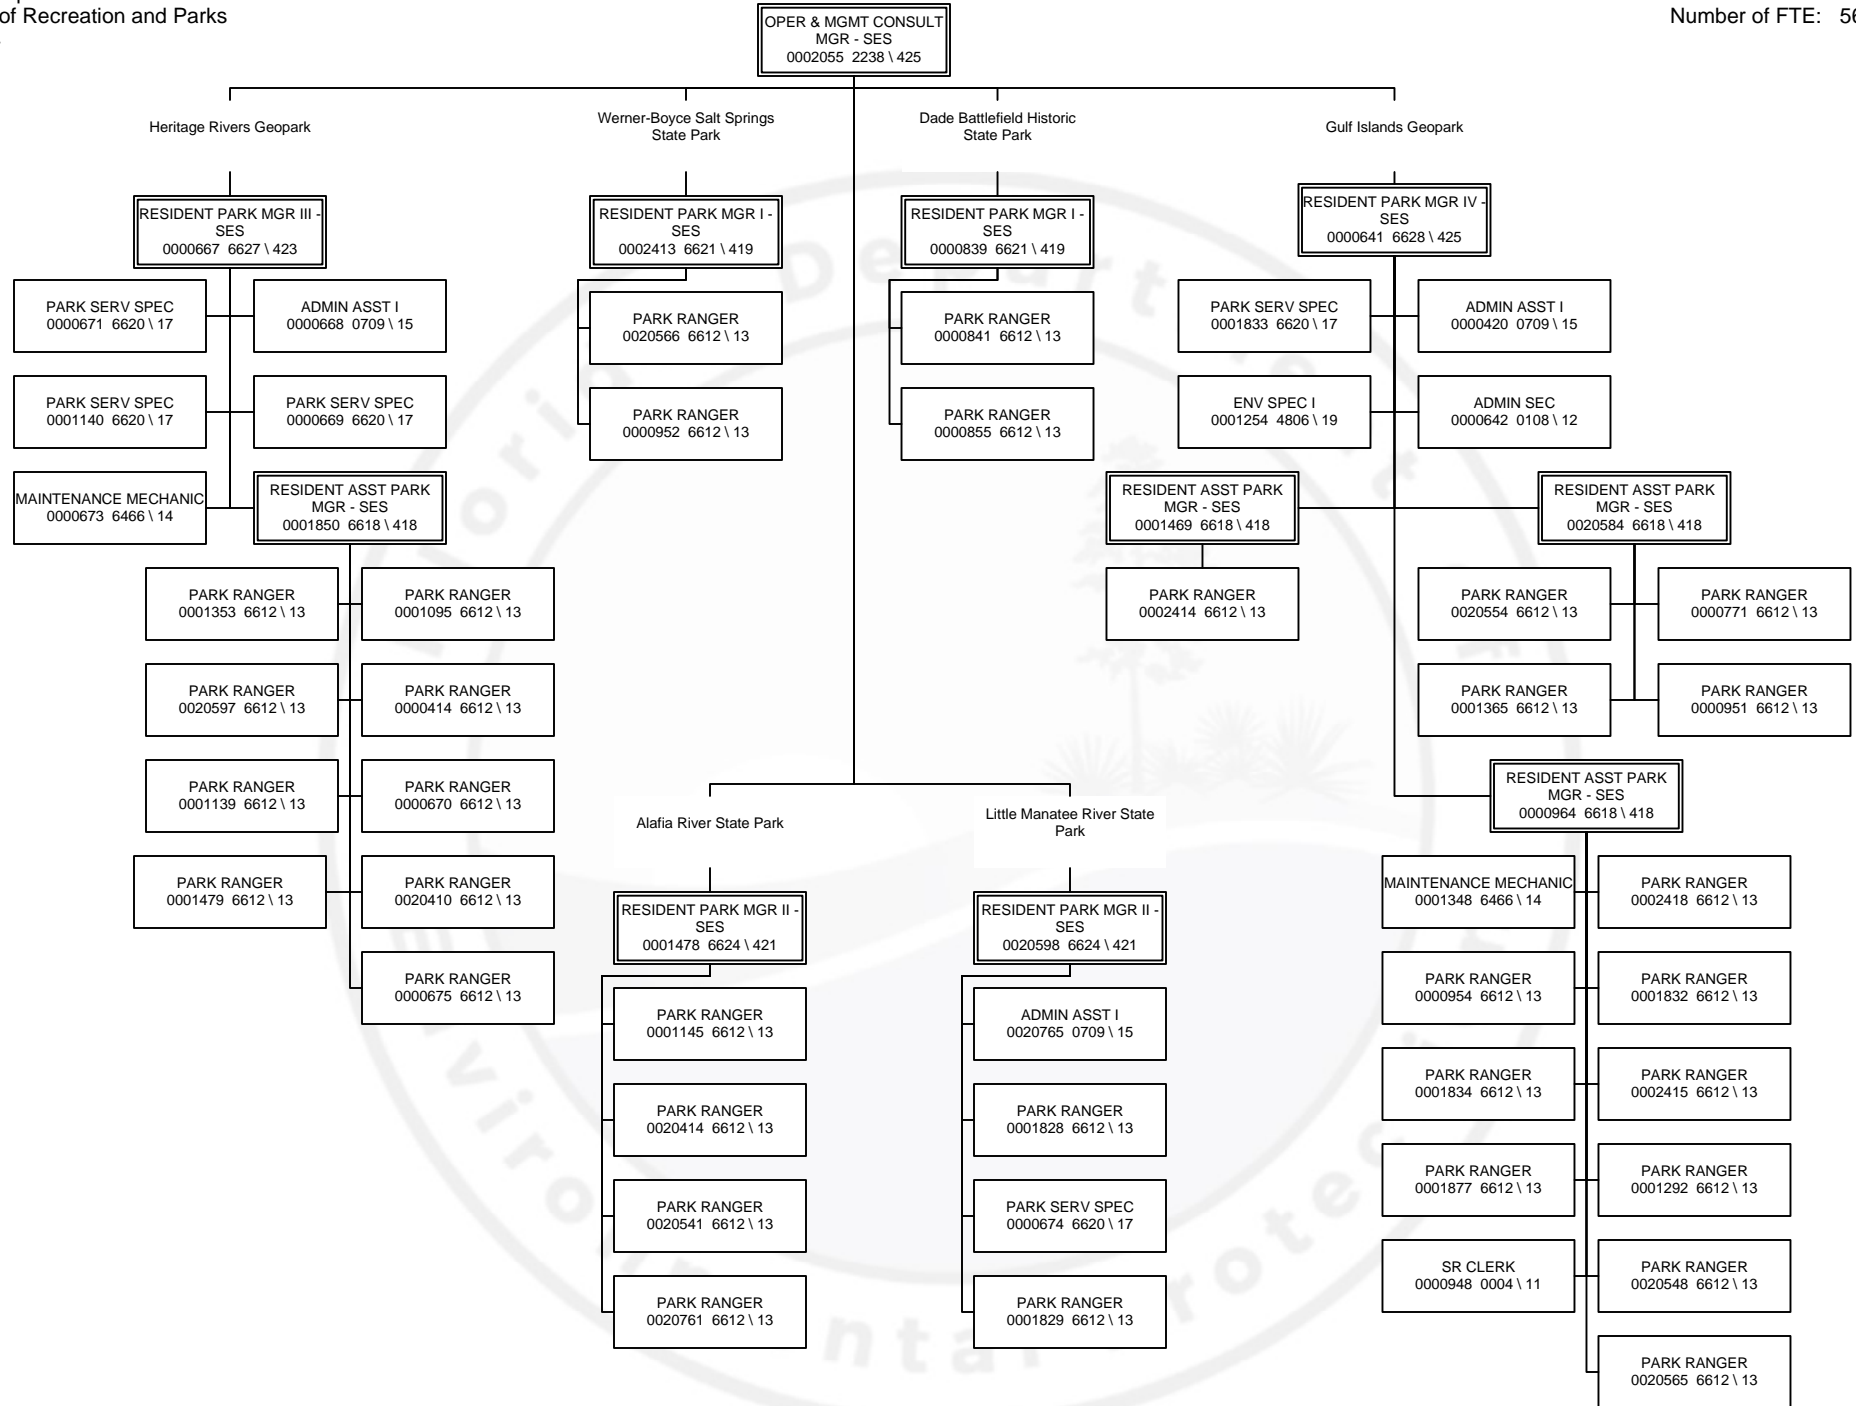 of Recreation and Parks
Number of FTE: 56
OPER & MGMT CONSULT
MGR - SES
0002055 2238 \ 425
Heritage Rivers Geopark
Werner-Boyce Salt Springs
State Park
Dade Battlefield Historic
State Park
Gulf Islands Geopark
RESIDENT PARK MGR III -
SES
0000667 6627 \ 423
PARK SERV SPEC
0000671 6620 \ 17
ADMIN ASST I
0000668 0709 \ 15
PARK SERV SPEC
0001140 6620 \ 17
PARK SERV SPEC
0000669 6620 \ 17
MAINTENANCE MECHANIC
0000673 6466 \ 14
RESIDENT ASST PARK
MGR - SES
0001850 6618 \ 418
PARK RANGER
0001353 6612 \ 13
PARK RANGER
0001095 6612 \ 13
PARK RANGER
0020597 6612 \ 13
PARK RANGER
0000414 6612 \ 13
PARK RANGER
0001139 6612 \ 13
PARK RANGER
0000670 6612 \ 13
PARK RANGER
0001479 6612 \ 13
PARK RANGER
0020410 6612 \ 13
PARK RANGER
0000675 6612 \ 13
RESIDENT PARK MGR I -
SES
0002413 6621 \ 419
PARK RANGER
0020566 6612 \ 13
PARK RANGER
0000952 6612 \ 13
RESIDENT PARK MGR I -
SES
0000839 6621 \ 419
PARK RANGER
0000841 6612 \ 13
PARK RANGER
0000855 6612 \ 13
RESIDENT PARK MGR IV -
SES
0000641 6628 \ 425
PARK SERV SPEC
0001833 6620 \ 17
ADMIN ASST I
0000420 0709 \ 15
ENV SPEC I
0001254 4806 \ 19
ADMIN SEC
0000642 0108 \ 12
RESIDENT ASST PARK
MGR - SES
0001469 6618 \ 418
PARK RANGER
0002414 6612 \ 13
RESIDENT ASST PARK
MGR - SES
0020584 6618 \ 418
PARK RANGER
0020554 6612 \ 13
PARK RANGER
0000771 6612 \ 13
PARK RANGER
0001365 6612 \ 13
PARK RANGER
0000951 6612 \ 13
RESIDENT ASST PARK
MGR - SES
0000964 6618 \ 418
MAINTENANCE MECHANIC
0001348 6466 \ 14
PARK RANGER
0002418 6612 \ 13
PARK RANGER
0000954 6612 \ 13
PARK RANGER
0001832 6612 \ 13
PARK RANGER
0001834 6612 \ 13
PARK RANGER
0002415 6612 \ 13
PARK RANGER
0001877 6612 \ 13
PARK RANGER
0001292 6612 \ 13
SR CLERK
0000948 0004 \ 11
PARK RANGER
0020548 6612 \ 13
PARK RANGER
0020565 6612 \ 13
Alafia River State Park
RESIDENT PARK MGR II -
SES
0001478 6624 \ 421
PARK RANGER
0001145 6612 \ 13
PARK RANGER
0020414 6612 \ 13
PARK RANGER
0020541 6612 \ 13
PARK RANGER
0020761 6612 \ 13
Little Manatee River State
Park
RESIDENT PARK MGR II -
SES
0020598 6624 \ 421
ADMIN ASST I
0020765 0709 \ 15
PARK RANGER
0001828 6612 \ 13
PARK SERV SPEC
0000674 6620 \ 17
PARK RANGER
0001829 6612 \ 13